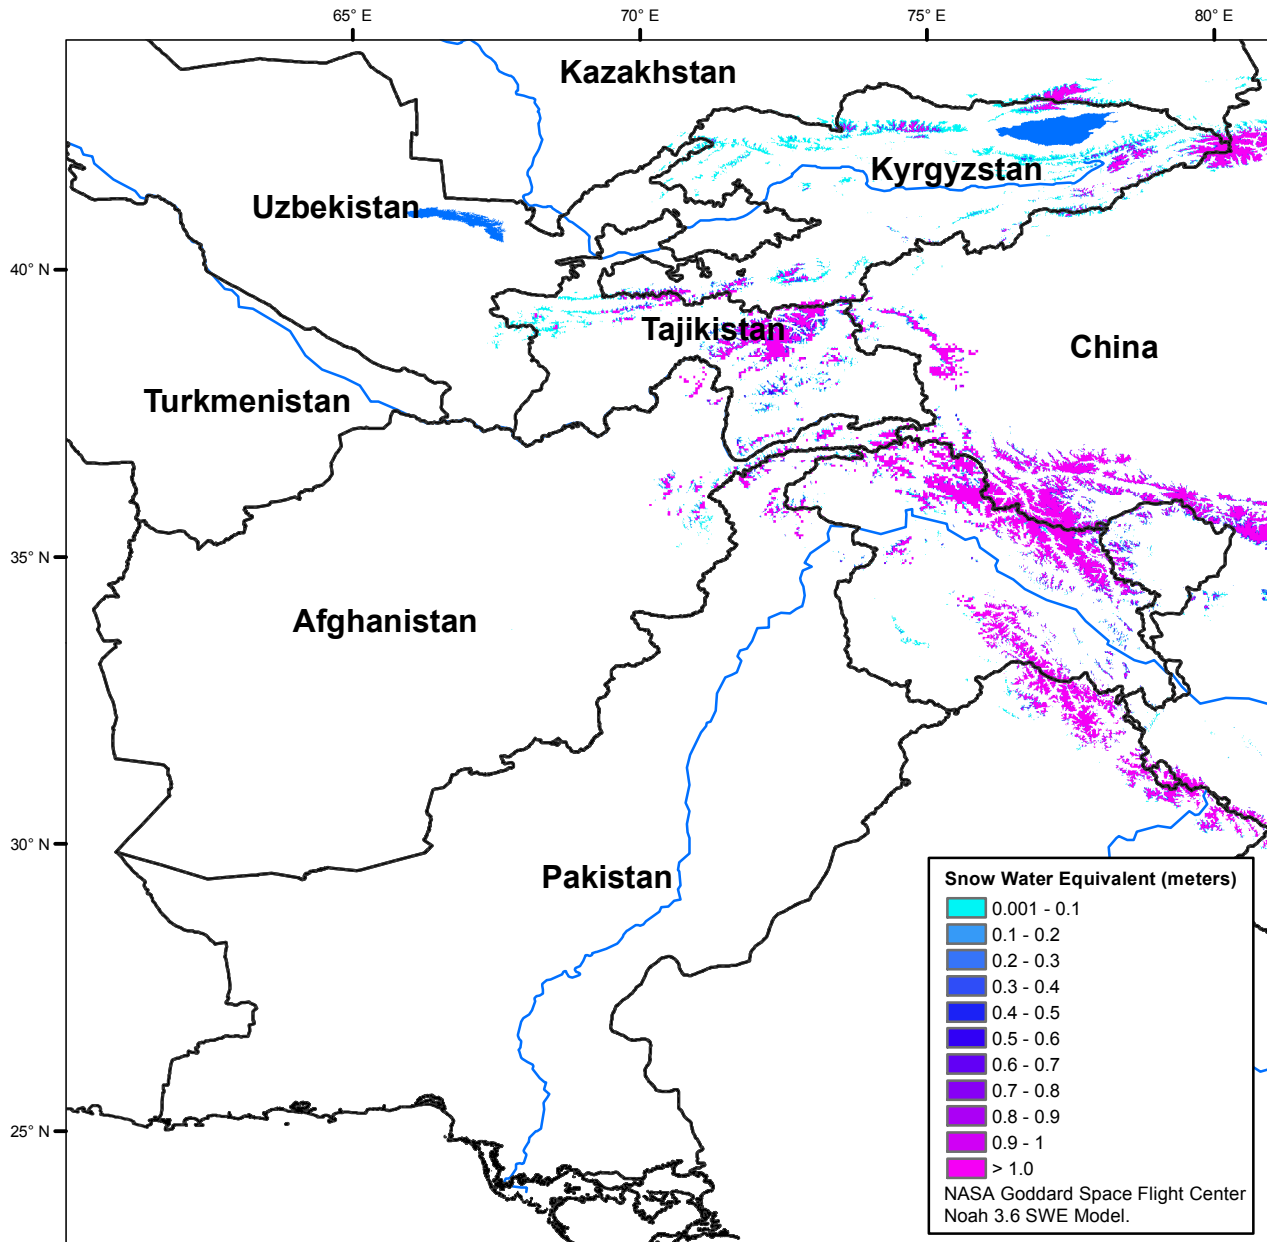 65° E
70° E
75° E
80° E
Kazakhstan
Kyrgyzstan
Uzbekistan
40° N
Tajikistan
China
Turkmenistan
35° N
Afghanistan
30° N
Pakistan
Snow Water Equivalent (meters)
0.001 - 0.1
0.1 - 0.2
0.2 - 0.3
0.3 - 0.4
0.4 - 0.5
0.5 - 0.6
0.6 - 0.7
0.7 - 0.8
0.8 - 0.9
0.9 - 1
> 1.0
25° N
NASA Goddard Space Flight Center
Noah 3.6 SWE Model.